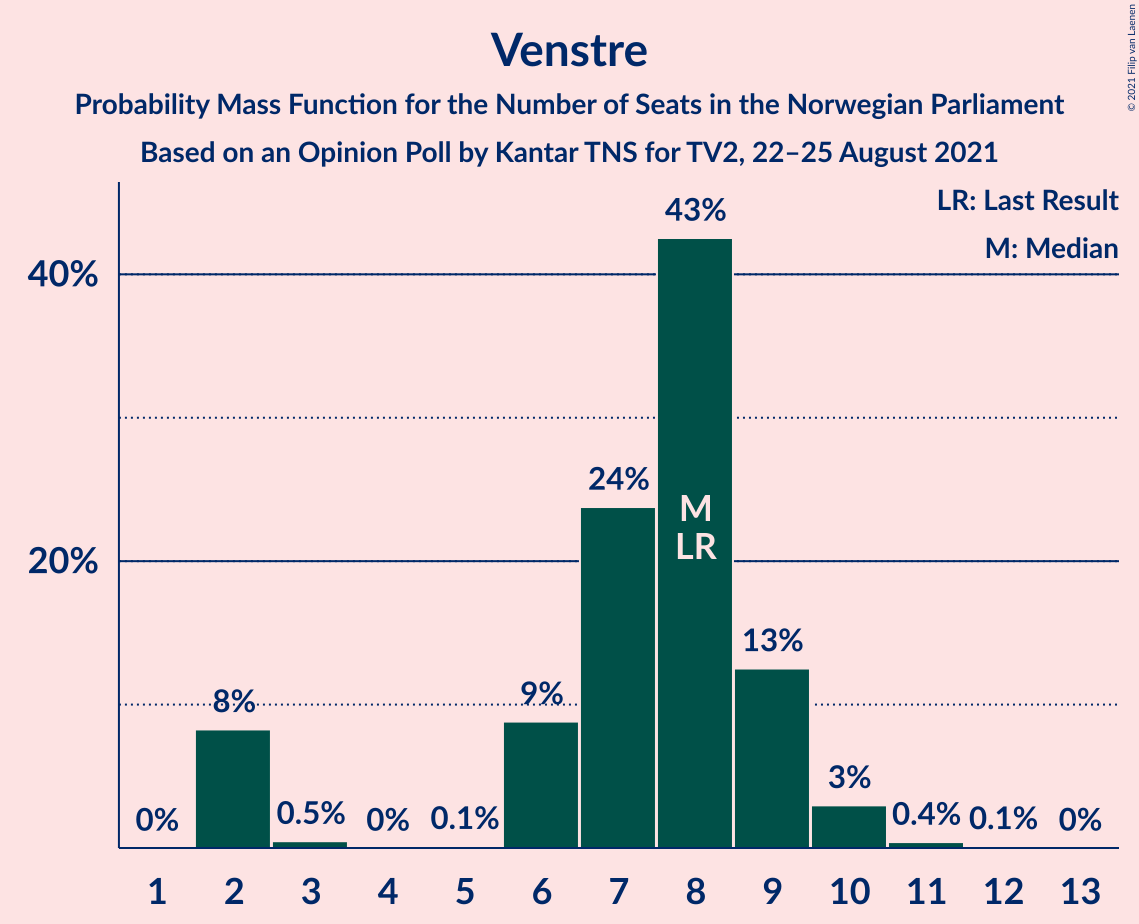 Venstre
Probability Mass Function for the Number of Seats in the Norwegian Parliament
Based on an Opinion Poll by Kantar TNS for TV2, 22–25 August 2021
© 2021 Filip van Laenen
LR: Last Result
M: Median
40%
20%
0%
8%
0.5%
0%
0.1%
9%
24%
43%
M
LR
13%
3%
0.4%
0.1%
0%
1 2 3 4 5 6 7 8 9 10 11 12 13